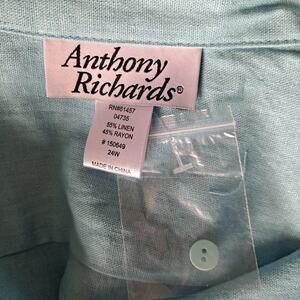 Anthony
Richards®
RN#61457
04735
55% LINEN
45% RAYON
# 150649
24W
MADE IN CHINA